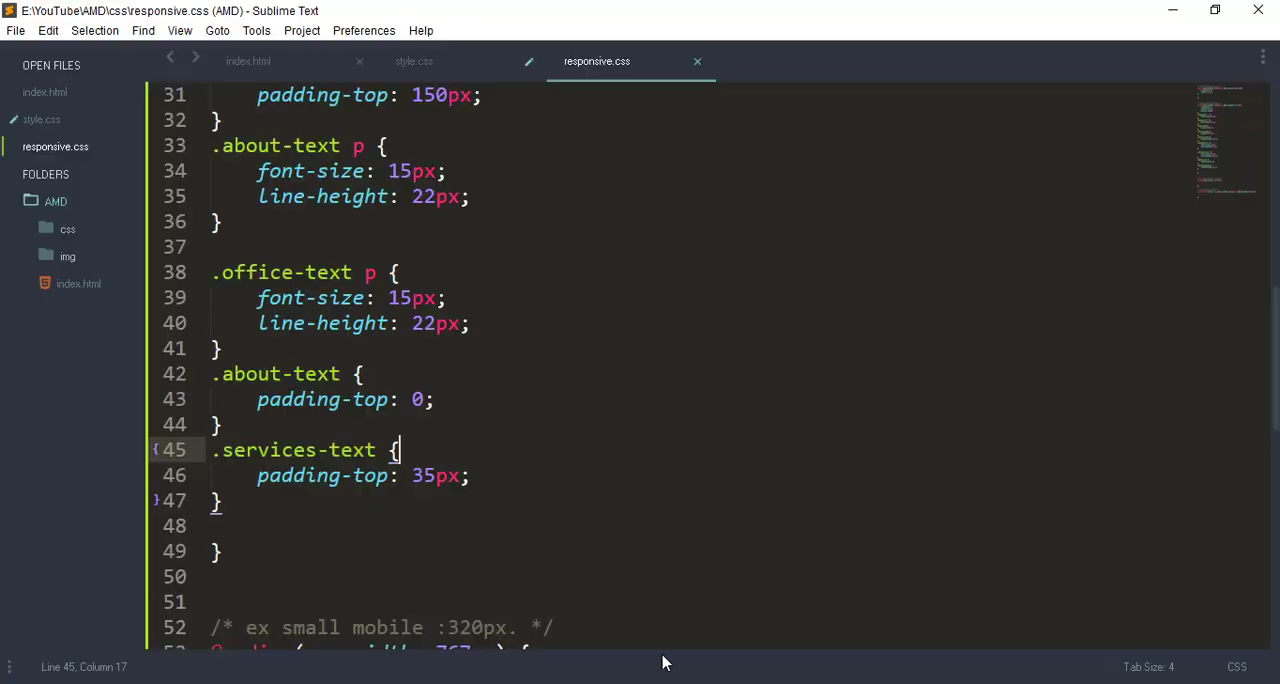 E:\YouTube\AMD\css\responsive.css (AMD) - Sublime Text
File Edit Selection Find View Goto Tools Project Preferences Help
OPEN FILES
index.html
style.css
responsive.css
FOLDERS
AMD
css
img
index.html
index.html style.css responsive.css
31 padding-top: 150px;
32 }
33 .about-text p {
34 font-size: 15px;
35 line-height: 22px;
36 }
37
38 .office-text p {
39 font-size: 15px;
40 line-height: 22px;
41 }
42 .about-text {
43 padding-top: 0;
44 }
45 .services-text {
46 padding-top: 35px;
47 }
48
49 }
50
51
52 /* ex small mobile :320px. */
Line 45, Column 17 Tab Size: 4 CSS